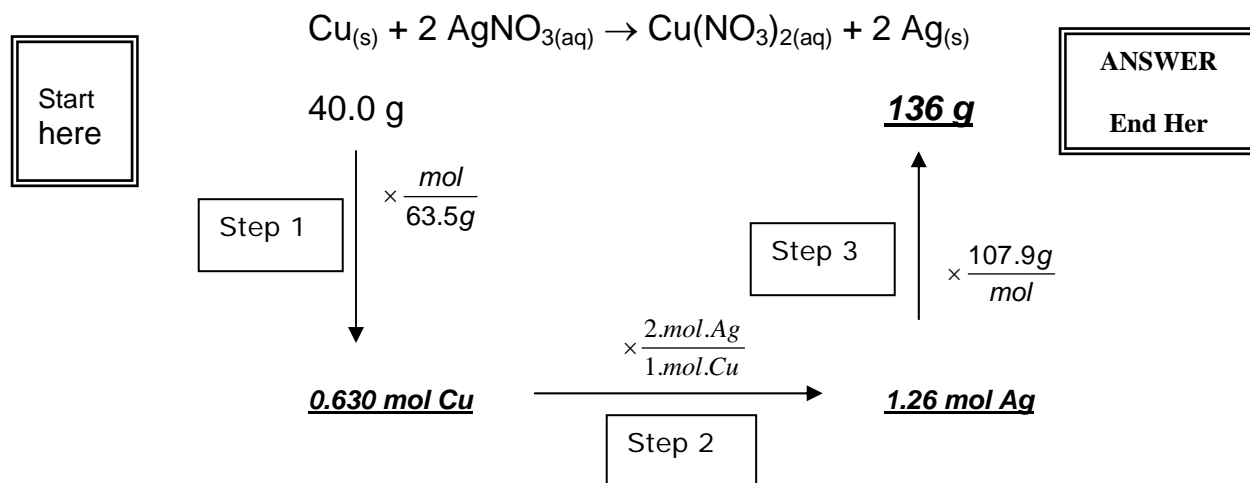 Cu(s) + 2 AgNO3(aq) → Cu(NO3)2(aq) + 2 Ag(s)
Start
here
ANSWER
End Her
40.0 g
136 g
× mol / 63.5g
Step 1
Step 3
× 107.9g / mol
× 2.mol.Ag / 1.mol.Cu
0.630 mol Cu
1.26 mol Ag
Step 2